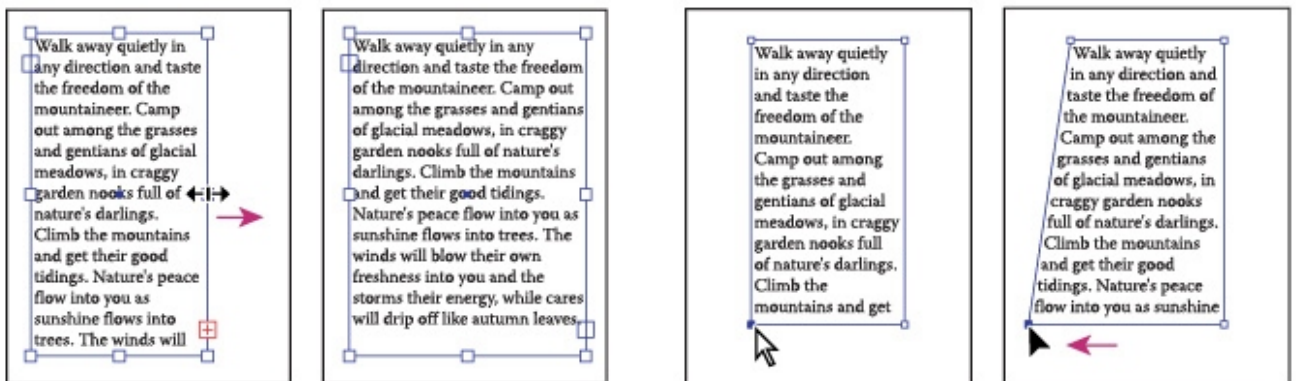 Walk away quietly in
any direction and taste
the freedom of the
mountaineer. Camp
out among the grasses
and gentians of glacial
meadows, in craggy
garden nooks full of
nature's darlings.
Climb the mountains
and get their good
tidings. Nature's peace
flow into you as
sunshine flows into
trees. The winds will
Walk away quietly in any
direction and taste the freedom
of the mountaineer. Camp out
among the grasses and gentians
of glacial meadows, in craggy
garden nooks full of nature's
darlings. Climb the mountains
and get their good tidings.
Nature's peace flow into you as
sunshine flows into trees. The
winds will blow their own
freshness into you and the
storms their energy, while cares
will drip off like autumn leaves.
Walk away quietly
in any direction
and taste the
freedom of the
mountaineer.
Camp out among
the grasses and
gentians of glacial
meadows, in craggy
garden nooks full
of nature's darlings.
Climb the
mountains and get
Walk away quietly
in any direction and
taste the freedom of
the mountaineer.
Camp out among the
grasses and gentians
of glacial meadows, in
craggy garden nooks
full of nature's darlings.
Climb the mountains
and get their good
tidings. Nature's peace
flow into you as sunshine